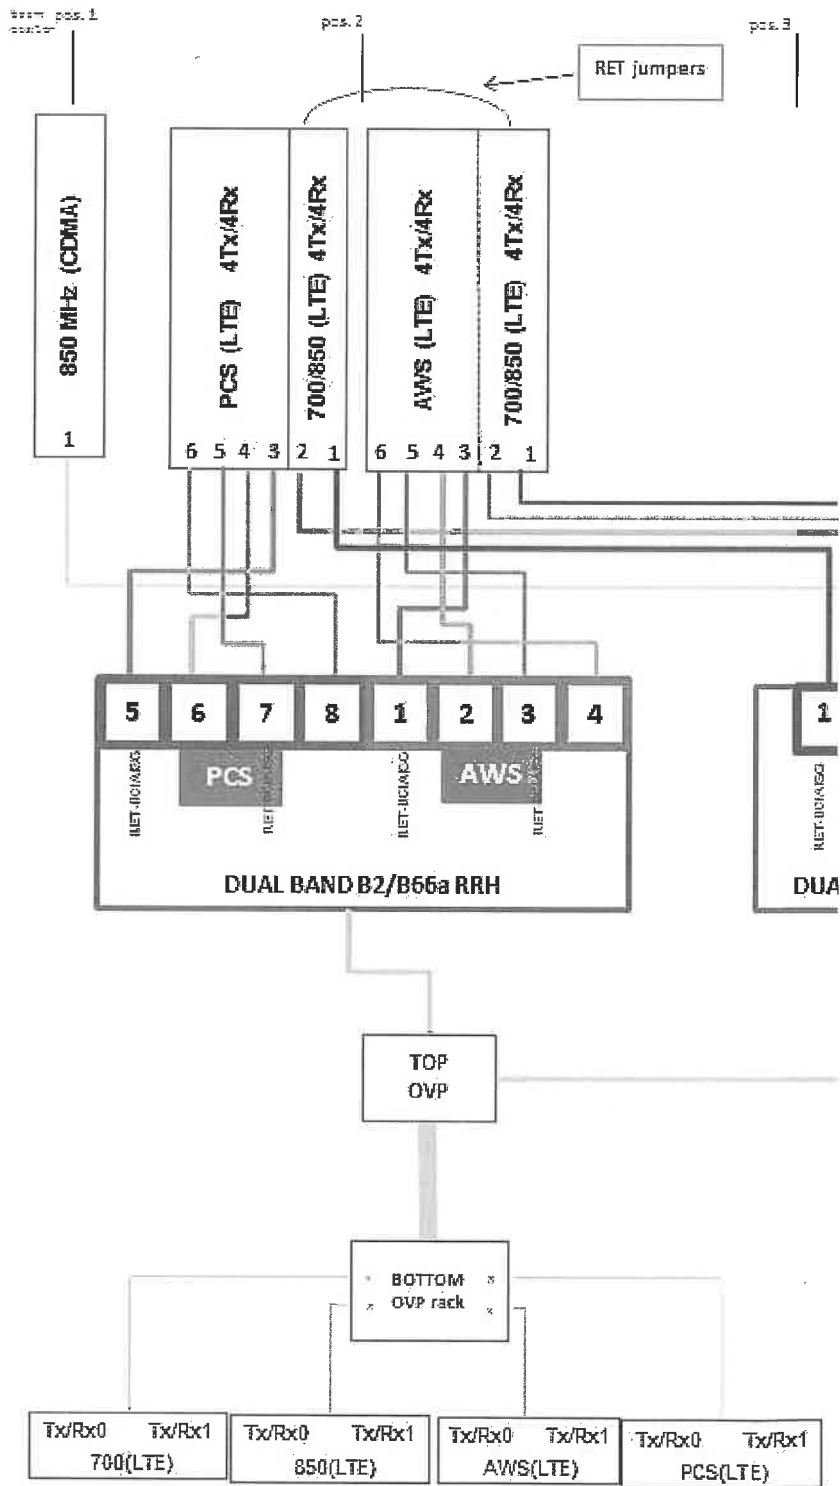 pos. 1
pos. 2
pos. 3
RET jumpers
850 MHz (CDMA)
1
PCS (LTE) 4Tx/4Rx
700/850 (LTE) 4Tx/4Rx
6 5 4 3 2 1
AWS (LTE) 4Tx/4Rx
700/850 (LTE) 4Tx/4Rx
6 5 4 3 2 1
5 6 7 8 1 2 3 4
1
PCS
AWS
DUAL BAND B2/B66a RRH
DUA
TOP
OVP
BOTTOM
OVP rack
Tx/Rx0 Tx/Rx1
700(LTE)
Tx/Rx0 Tx/Rx1
850(LTE)
Tx/Rx0 Tx/Rx1
AWS(LTE)
Tx/Rx0 Tx/Rx1
PCS(LTE)